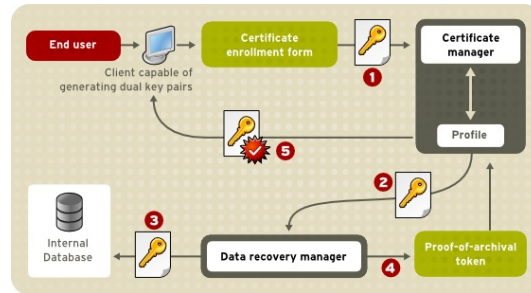 End user
Certificate
enrollment form
1
Certificate
manager
Client capable of
generating dual key pairs
5
Profile
2
3
Internal
Database
Data recovery manager
4
Proof-of-archival
token